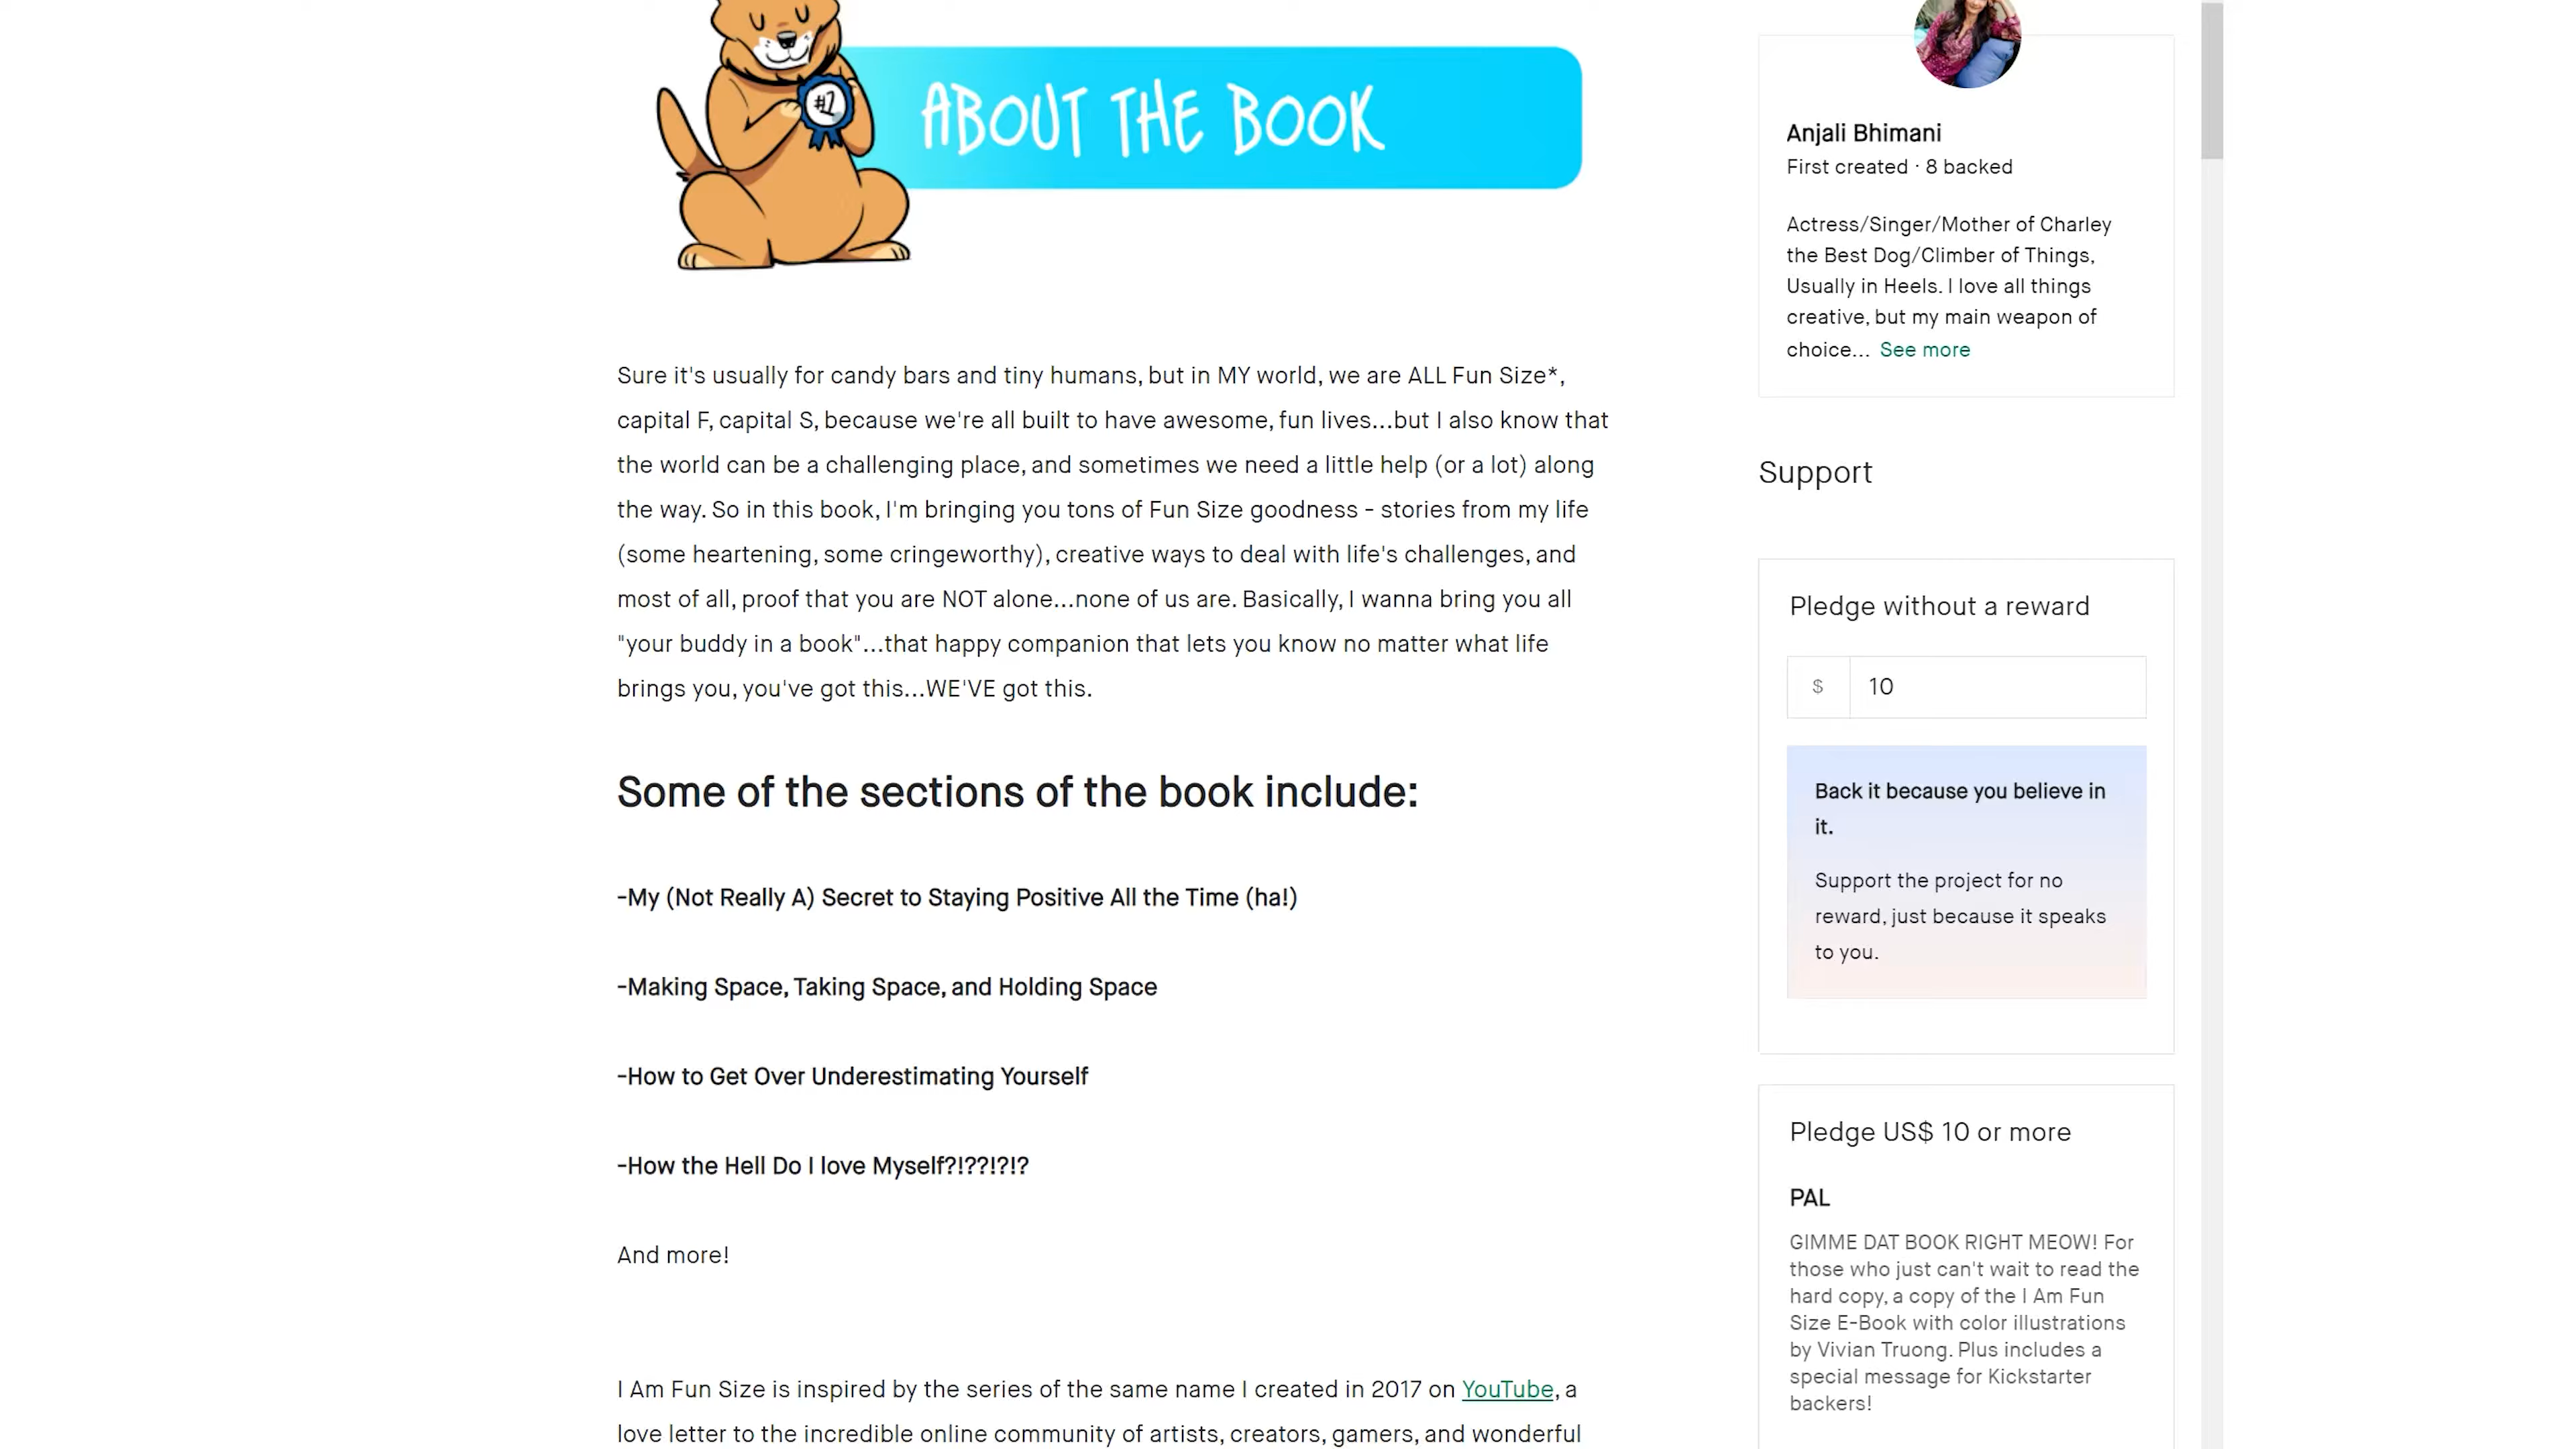 #1
ABOUT THE BOOK
Sure it's usually for candy bars and tiny humans, but in MY world, we are ALL Fun Size*,
capital F, capital S, because we're all built to have awesome, fun lives...but I also know that
the world can be a challenging place, and sometimes we need a little help (or a lot) along
the way. So in this book, I'm bringing you tons of Fun Size goodness - stories from my life
(some heartening, some cringeworthy), creative ways to deal with life's challenges, and
most of all, proof that you are NOT alone...none of us are. Basically, I wanna bring you all
"your buddy in a book"...that happy companion that lets you know no matter what life
brings you, you've got this...WE'VE got this.
Some of the sections of the book include:
-My (Not Really A) Secret to Staying Positive All the Time (ha!)
-Making Space, Taking Space, and Holding Space
-How to Get Over Underestimating Yourself
-How the Hell Do I love Myself?!??!?!?
And more!
I Am Fun Size is inspired by the series of the same name I created in 2017 on YouTube, a
love letter to the incredible online community of artists, creators, gamers, and wonderful
Anjali Bhimani
First created · 8 backed
Actress/Singer/Mother of Charley
the Best Dog/Climber of Things,
Usually in Heels. I love all things
creative, but my main weapon of
choice... See more
Support
Pledge without a reward
$ 10
Back it because you believe in
it.
Support the project for no
reward, just because it speaks
to you.
Pledge US$ 10 or more
PAL
GIMME DAT BOOK RIGHT MEOW! For
those who just can't wait to read the
hard copy, a copy of the I Am Fun
Size E-Book with color illustrations
by Vivian Truong. Plus includes a
special message for Kickstarter
backers!